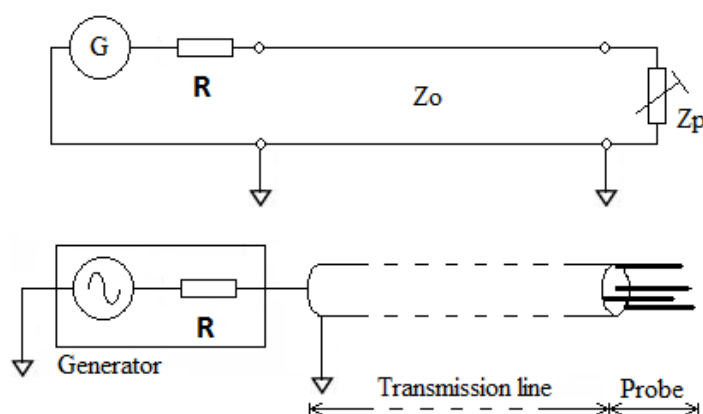 G
R
Zo
Zp
R
Generator
Transmission line
Probe